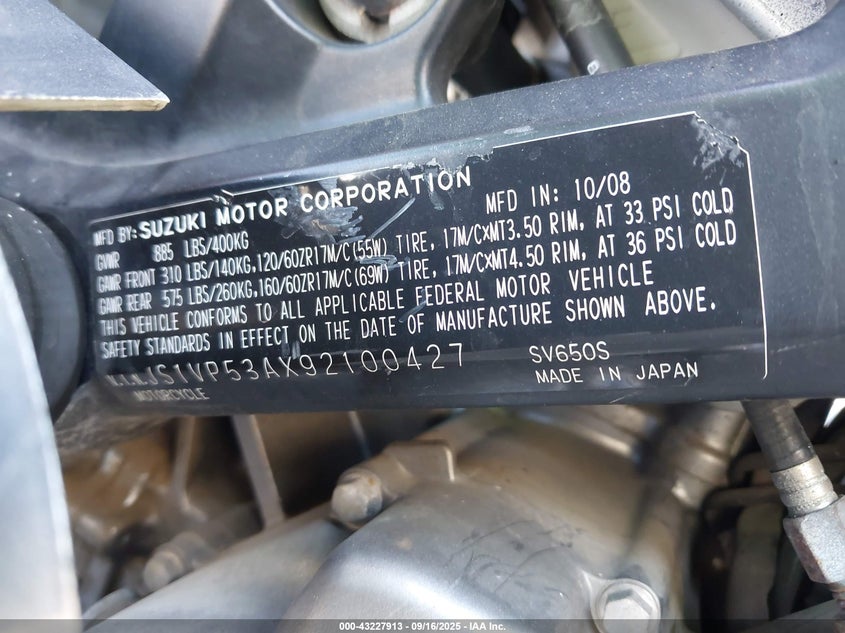 MFD BY: SUZUKI MOTOR CORPORATION MFD IN: 10/08
GVWR 885 LBS/400KG
GAWR FRONT 310 LBS/140KG,120/60ZR17M/C(55W) TIRE, 17M/CxMT3.50 RIM, AT 33 PSI COLD
GAWR REAR 575 LBS/260KG,160/60ZR17M/C(69W) TIRE, 17M/CxMT4.50 RIM, AT 36 PSI COLD
THIS VEHICLE CONFORMS TO ALL APPLICABLE FEDERAL MOTOR VEHICLE
SAFETY STANDARDS IN EFFECT ON THE DATE OF MANUFACTURE SHOWN ABOVE.
JS1VP53AX92100427 SV650S
MOTORCYCLE MADE IN JAPAN
000-43227913 - 09/16/2025 - IAA Inc.